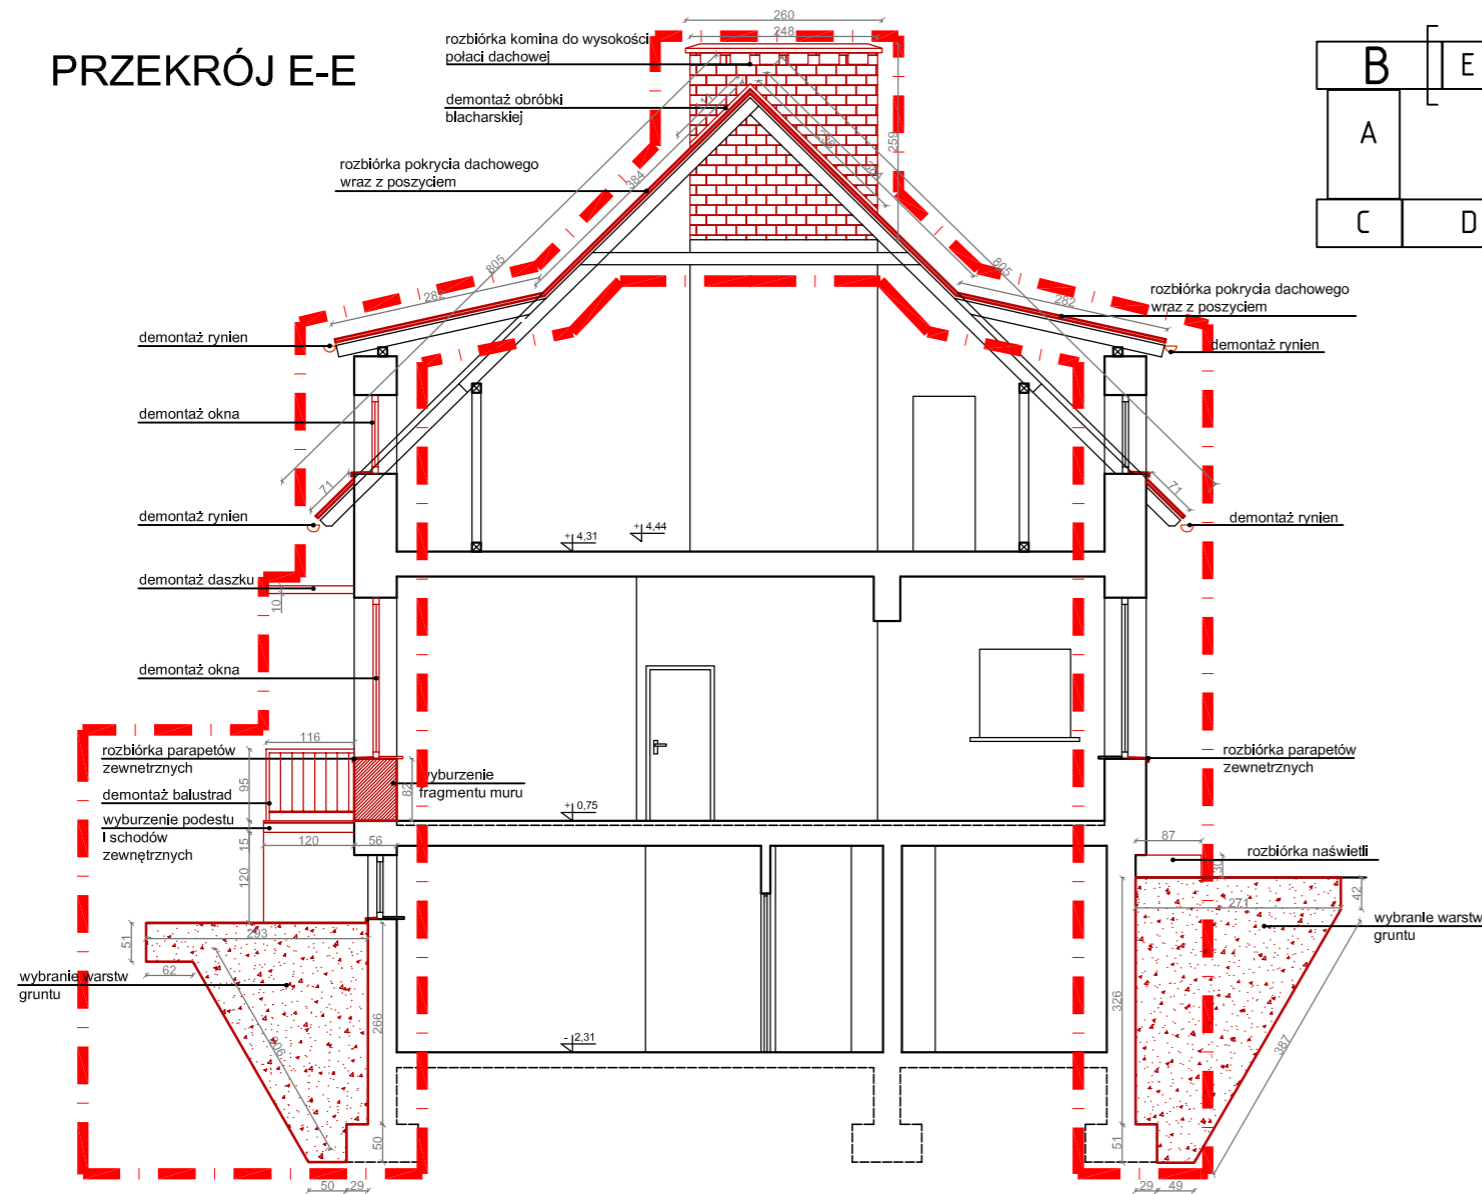 PRZEKRÓJ E-E
260
248
rozbiórka komina do wysokości
połaci dachowej
demontaż obróbki
blacharskiej
rozbiórka pokrycia dachowego
wraz z poszyciem
B
E
A
C
D
259
384
284
805
805
282
282
rozbiórka pokrycia dachowego
wraz z poszyciem
demontaż rynien
demontaż rynien
demontaż okna
71
71
demontaż rynien
demontaż rynien
+4,31
+4,44
demontaż daszku
10
demontaż okna
116
rozbiórka parapetów
zewnetrznych
95
demontaż balustrad
wyburzenie podestu
i schodów
zewnętrznych
82
wyburzenie
fragmentu muru
+0,75
rozbiórka parapetów
zewnetrznych
15
120
56
120
87
rozbiórka naświetli
30
271
42
wybranie warstw
gruntu
51
293
62
wybranie warstw
gruntu
266
306
326
387
-2,31
50
51
50
29
29
49